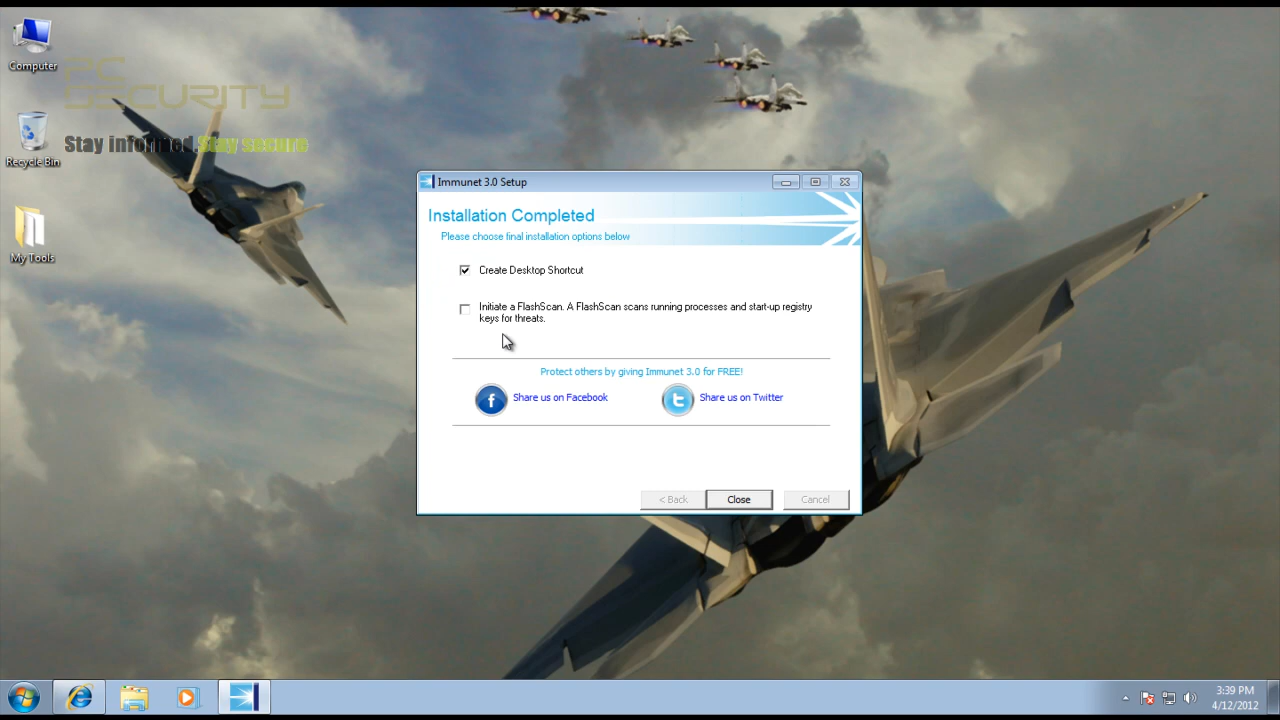 Computer
PC
SECURITY
Stay informed.Stay secure
Recycle Bin
My Tools
Immunet 3.0 Setup
Installation Completed
Please choose final installation options below
Create Desktop Shortcut
Initiate a FlashScan. A FlashScan scans running processes and start-up registry
keys for threats.
Protect others by giving Immunet 3.0 for FREE!
f Share us on Facebook
t Share us on Twitter
< Back
Close
Cancel
3:39 PM
4/12/2012